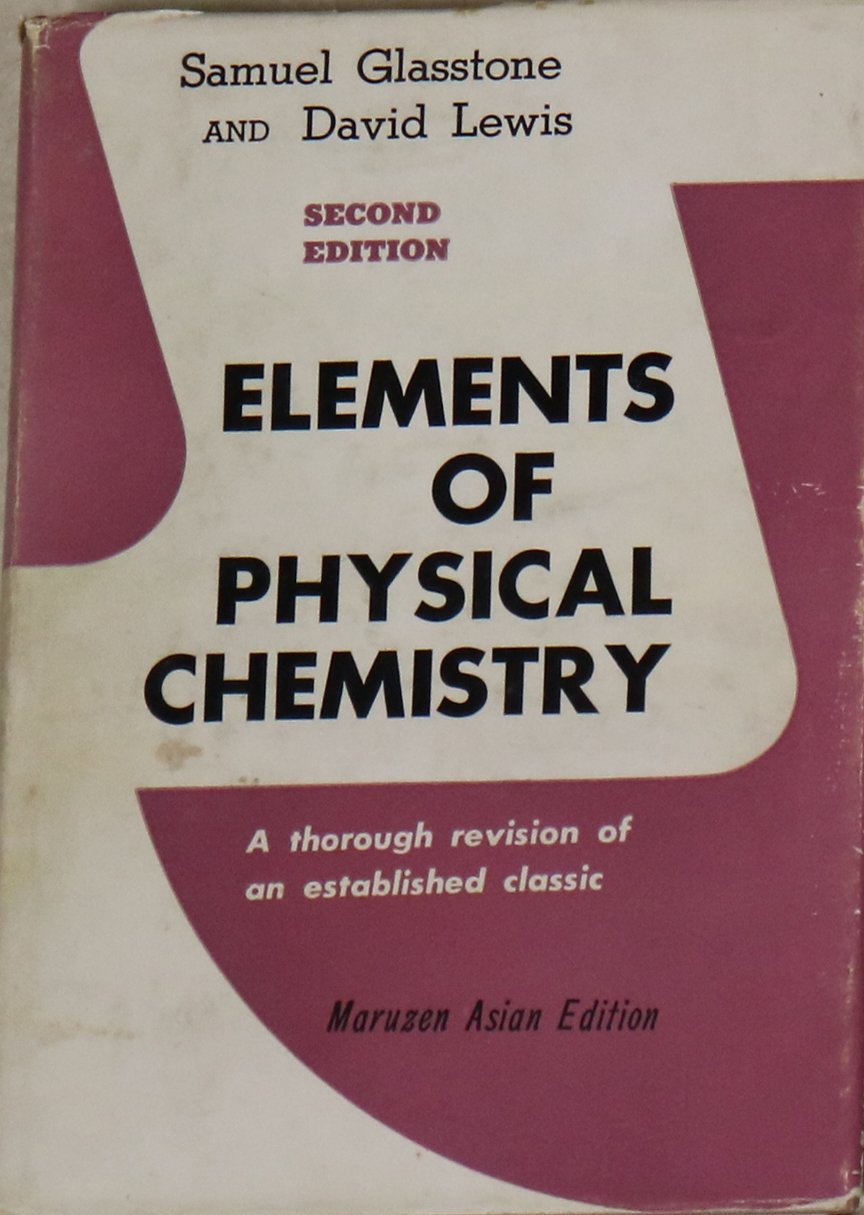 Samuel Glasstone
AND David Lewis
SECOND
EDITION
ELEMENTS
OF
PHYSICAL
CHEMISTRY
A thorough revision of
an established classic
Maruzen Asian Edition